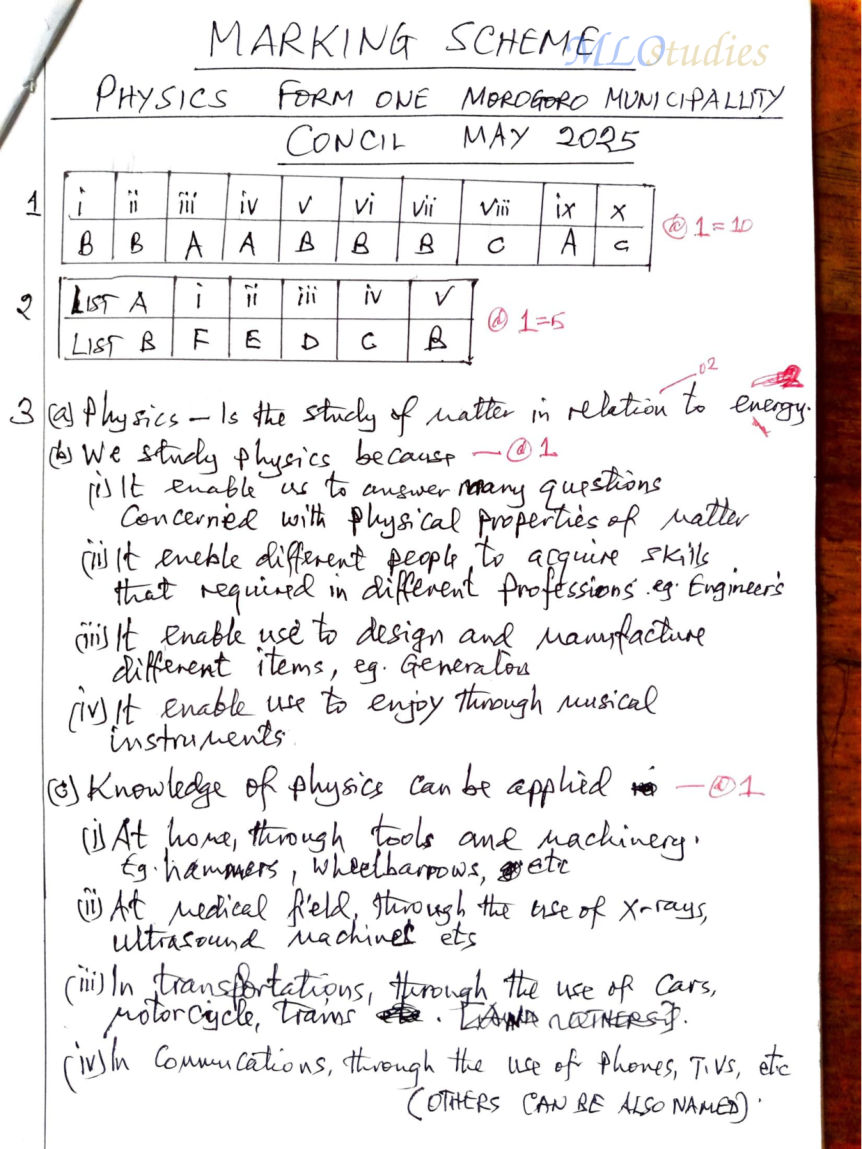 MARKING SCHEME
MLOstudies
PHYSICS FORM ONE MOROGORO MUNICIPALLITY
CONCIL MAY 2025
1 i ii iii iv v vi vii viii ix x
B B A A B B B C A C @ 1=10
2 LIST A i ii iii iv v
LIST B F E D C B @ 1=5
02
3 (a) Physics – Is the study of matter in relation to energy.
(b) We study physics because – @ 1
(i) It enable us to answer many questions
Concerned with physical properties of matter
(ii) It eneble different people to acquire skills
that required in different professions. eg. Engineer's
(iii) It enable use to design and manufacture
different items, eg. Generators
(iv) It enable use to enjoy through musical
instruments.
(c) Knowledge of physics can be applied – @ 1
(i) At home, through tools and machinery.
Eg. hammers, wheelbarrows, etc
(ii) At medical field, through the use of X-rays,
ultrasound machines ets
(iii) In transportations, through the use of Cars,
motorcycle, trains .
(iv) In Commucations, through the use of phones, T.Vs, etc
(OTHERS CAN BE ALSO NAMED).